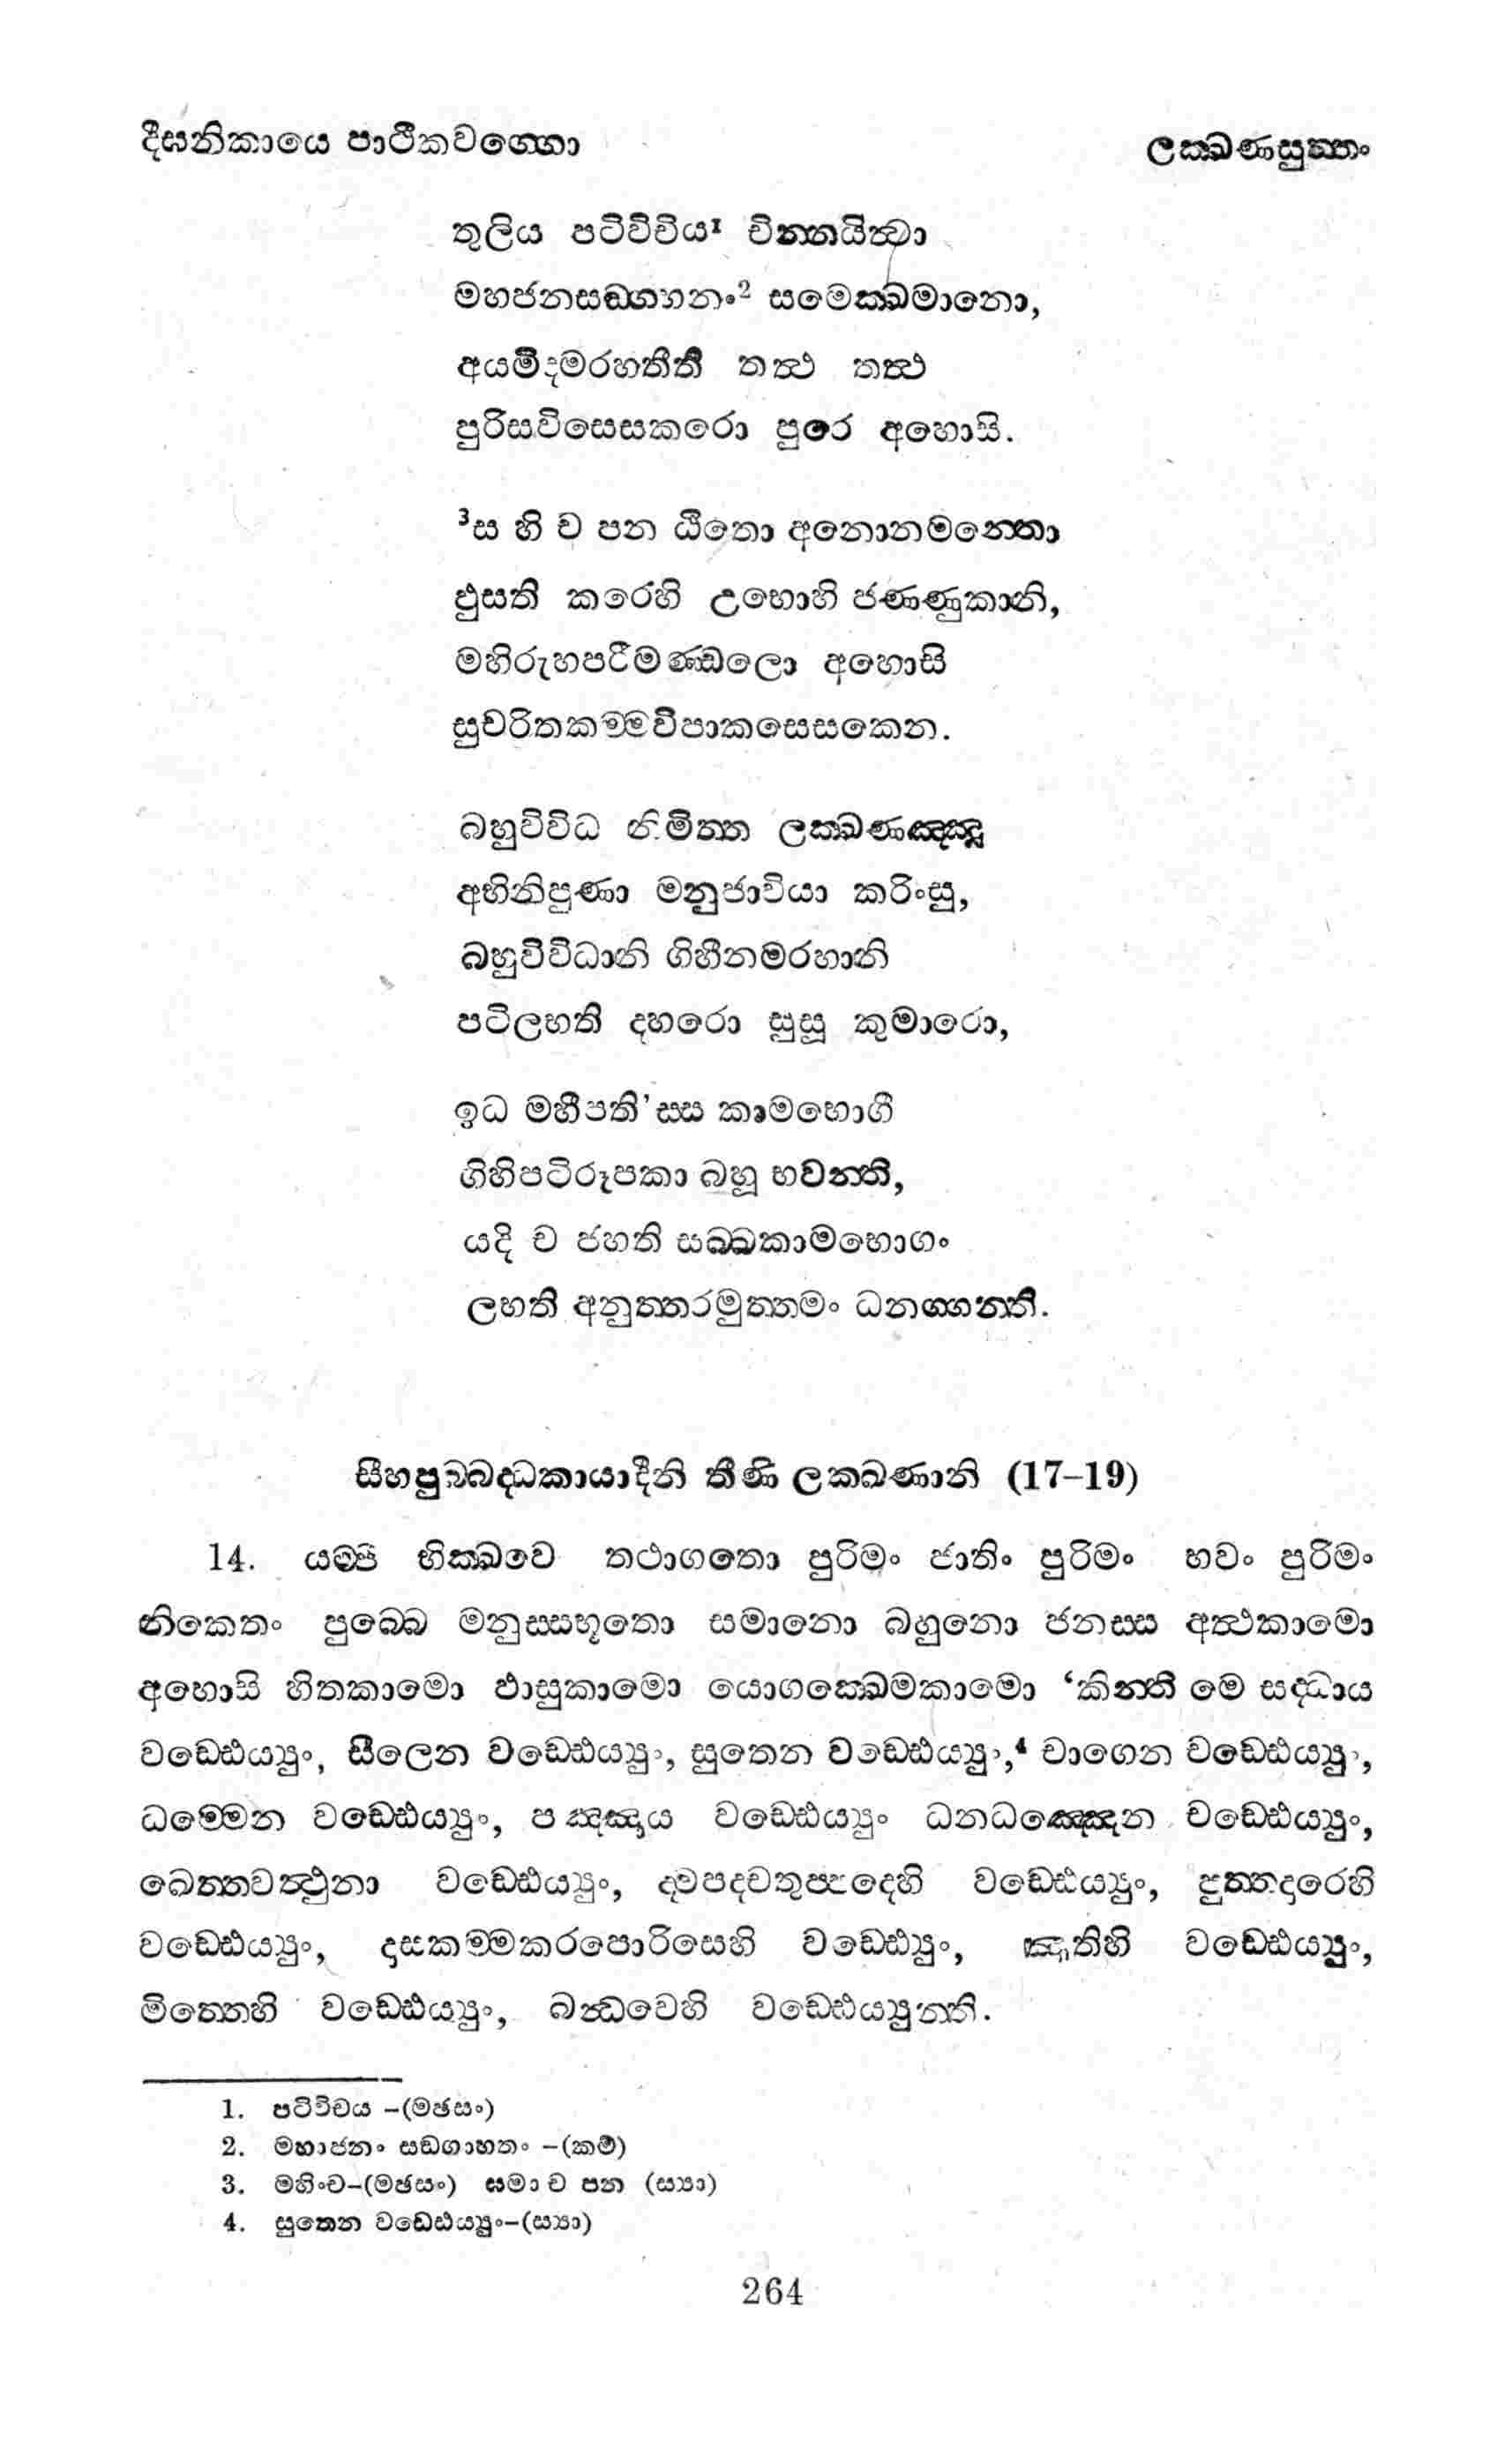 දීඝනිකායෙ පාථිකවග්ගො ලක්ඛණසුත්තං
තුලිය පටිවිචිය¹ චින්තයිත්වා
මහජනසඞ්ගහනං² සමෙක්ඛමානො,
අයමිදමරහතීති තත්ථ තත්ථ
පුරිසවිසෙසකරො පුරෙ අහොසි.
³ස හි ච පන ඨිතො අනොනමන්තො
ඵුසති කරෙහි උභොහි ජණ්ණුකානි,
මහිරුහපරිමණ්ඩලො අහොසි
සුචරිතකම්මවිපාකසෙසකෙන.
බහුවිවිධ නිමිත්ත ලක්ඛණඤ්ඤූ
අභිනිපුණා මනුජාවියා කරිංසු,
බහුවිවිධානි ගිහීනමරහානි
පටිලභති දහරො සුසූ කුමාරො,
ඉධ මහීපති'ස්ස කාමභොගී
ගිහිපටිරූපකා බහූ භවන්ති,
යදි ච ජහති සබ්බකාමභොගං
ලභති අනුත්තරමුත්තමං ධනග්ගන්ති.
සීහපුබ්බද්ධකායාදීනි තීණි ලක්ඛණානි (17–19)
14. යම්පි භික්ඛවෙ තථාගතො පුරිමං ජාතිං පුරිමං භවං පුරිමං
නිකෙතං පුබ්බෙ මනුස්සභූතො සමානො බහුනො ජනස්ස අත්ථකාමො
අහොසි හිතකාමො ඵාසුකාමො යොගක්ඛෙමකාමො ‘කින්ති මෙ සද්ධාය
වඩ්ඪෙය්‍යුං, සීලෙන වඩ්ඪෙය්‍යුං, සුතෙන වඩ්ඪෙය්‍යුං,⁴ චාගෙන වඩ්ඪෙය්‍යුං,
ධම්මෙන වඩ්ඪෙය්‍යුං, පඤ්ඤාය වඩ්ඪෙය්‍යුං ධනධඤ්ඤෙන වඩ්ඪෙය්‍යුං,
ඛෙත්තවත්ථුනා වඩ්ඪෙය්‍යුං, ද්විපදචතුප්පදෙහි වඩ්ඪෙය්‍යුං, පුත්තදාරෙහි
වඩ්ඪෙය්‍යුං, දාසකම්මකරපොරිසෙහි වඩ්ඪෙය්‍යුං, ඤාතිහි වඩ්ඪෙය්‍යුං,
මිත්තෙහි වඩ්ඪෙය්‍යුං, බන්ධවෙහි වඩ්ඪෙය්‍යුන්ති.
1. පටිවිචය –(මඡසං)
2. මහාජනං සඞ්ගාහතං –(කම්)
3. මහිංච–(මඡසං) සමා ච පන (ස්‍යා)
4. සුතෙන වඩ්ඪෙය්‍යුං–(ස්‍යා)
264